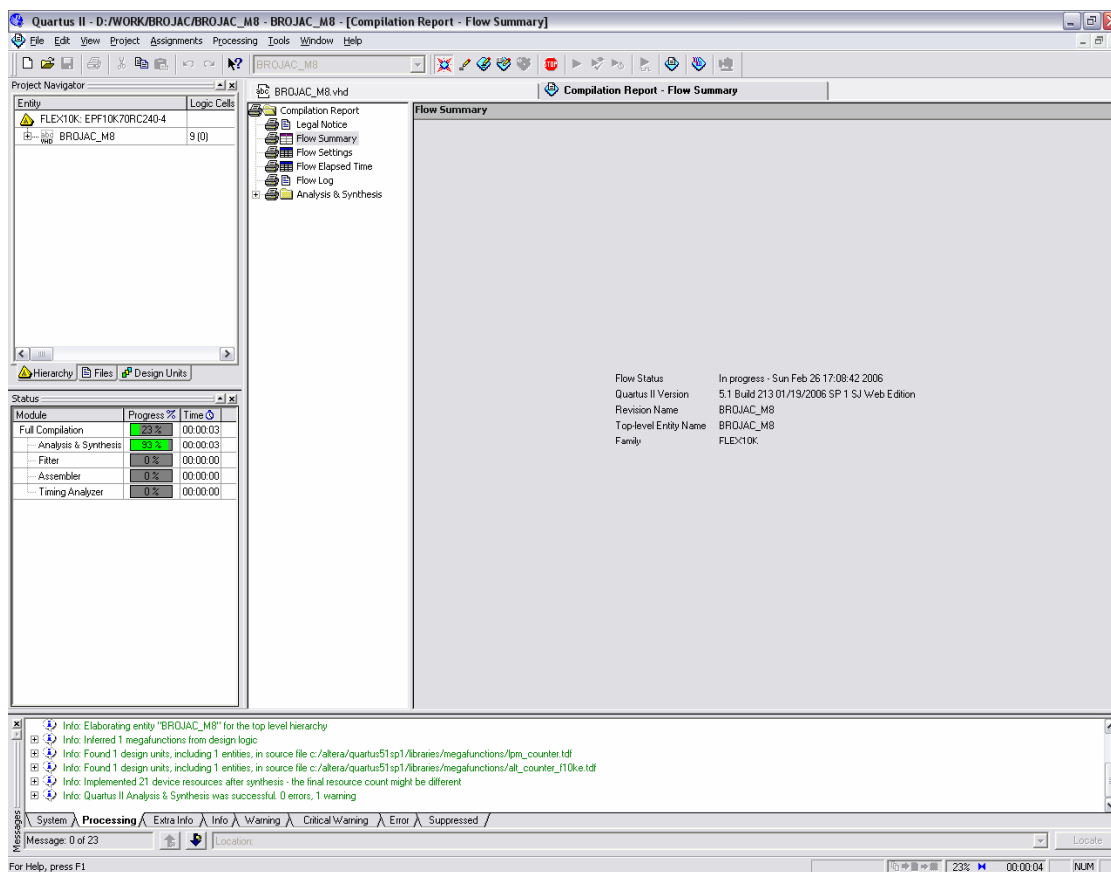 Quartus II - D:/WORK/BROJAC/BROJAC_M8 - BROJAC_M8 - [Compilation Report - Flow Summary]
File Edit View Project Assignments Processing Tools Window Help
BROJAC_M8
Project Navigator
Entity Logic Cells
FLEX10K: EPF10K70RC240-4
BROJAC_M8 9 (0)
Hierarchy Files Design Units
Status
Module Progress % Time
Full Compilation 23 % 00:00:03
Analysis & Synthesis 93 % 00:00:03
Fitter 0 % 00:00:00
Assembler 0 % 00:00:00
Timing Analyzer 0 % 00:00:00
BROJAC_M8.vhd
Compilation Report - Flow Summary
Compilation Report
Legal Notice
Flow Summary
Flow Settings
Flow Elapsed Time
Flow Log
Analysis & Synthesis
Flow Summary
Flow Status In progress - Sun Feb 26 17:08:42 2006
Quartus II Version 5.1 Build 213 01/19/2006 SP 1 SJ Web Edition
Revision Name BROJAC_M8
Top-level Entity Name BROJAC_M8
Family FLEX10K
Info: Elaborating entity "BROJAC_M8" for the top level hierarchy
Info: Inferred 1 megafunctions from design logic
Info: Found 1 design units, including 1 entities, in source file c:/altera/quartus51sp1/libraries/megafunctions/lpm_counter.tdf
Info: Found 1 design units, including 1 entities, in source file c:/altera/quartus51sp1/libraries/megafunctions/alt_counter_f10ke.tdf
Info: Implemented 21 device resources after synthesis - the final resource count might be different
Info: Quartus II Analysis & Synthesis was successful. 0 errors, 1 warning
System Processing Extra Info Info Warning Critical Warning Error Suppressed
Messages
Message: 0 of 23 Location: Locate
For Help, press F1 23% 00:00:04 NUM